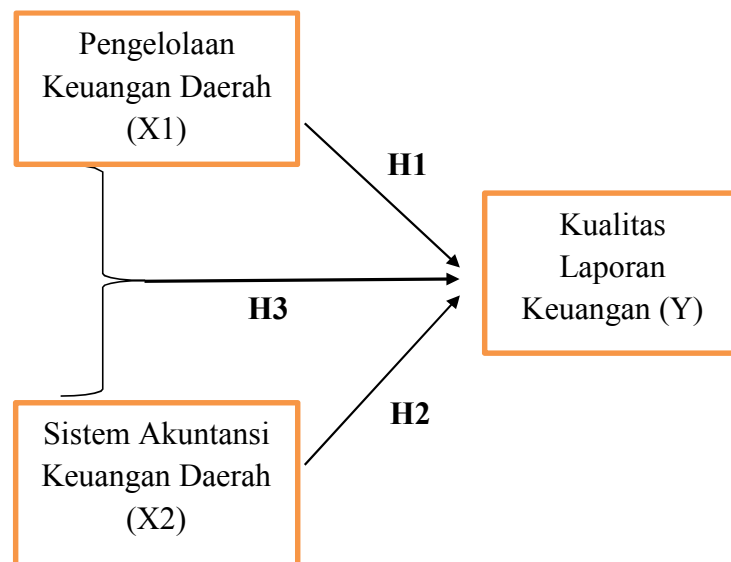 Pengelolaan
Keuangan Daerah
(X1)
H1
Kualitas
Laporan
Keuangan (Y)
H3
H2
Sistem Akuntansi
Keuangan Daerah
(X2)